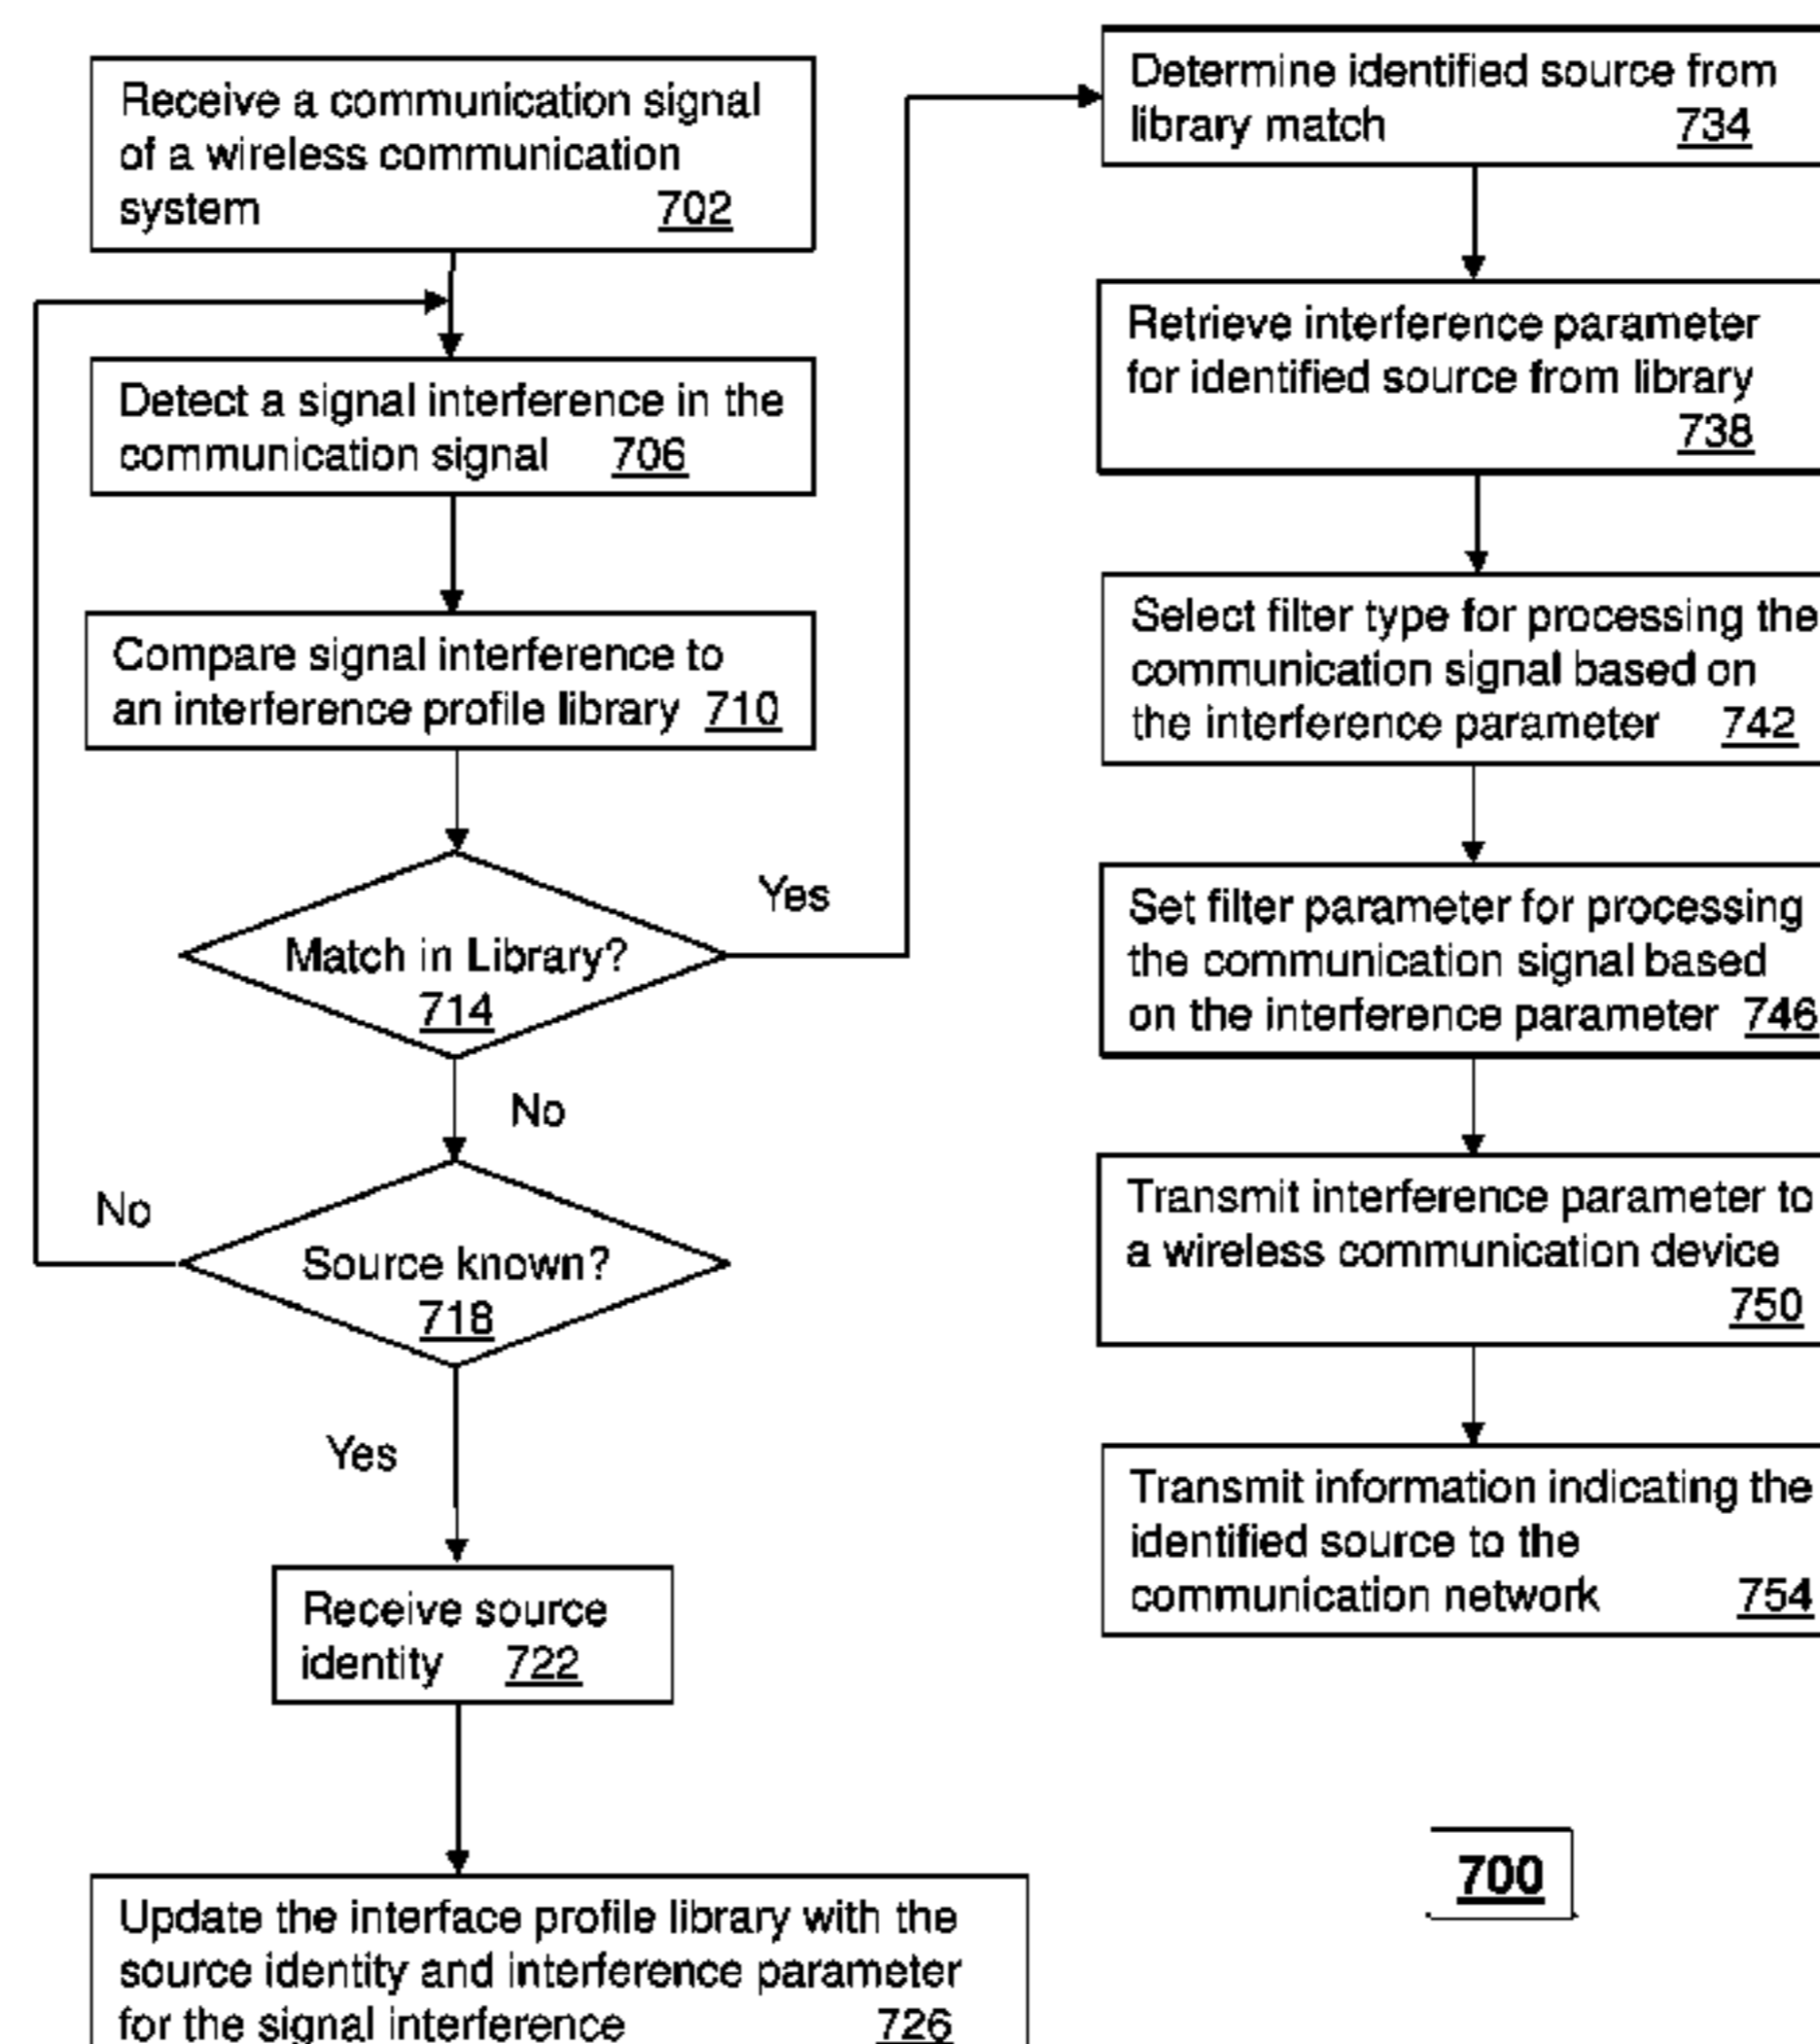 Receive a communication signal
of a wireless communication
system 702
Detect a signal interference in the
communication signal 706
Compare signal interference to
an interference profile library 710
Match in Library?
714
Yes
No
Source known?
718
No
Yes
Receive source
identity 722
Update the interface profile library with the
source identity and interference parameter
for the signal interference 726
Determine identified source from
library match 734
Retrieve interference parameter
for identified source from library
738
Select filter type for processing the
communication signal based on
the interference parameter 742
Set filter parameter for processing
the communication signal based
on the interference parameter 746
Transmit interference parameter to
a wireless communication device
750
Transmit information indicating the
identified source to the
communication network 754
700